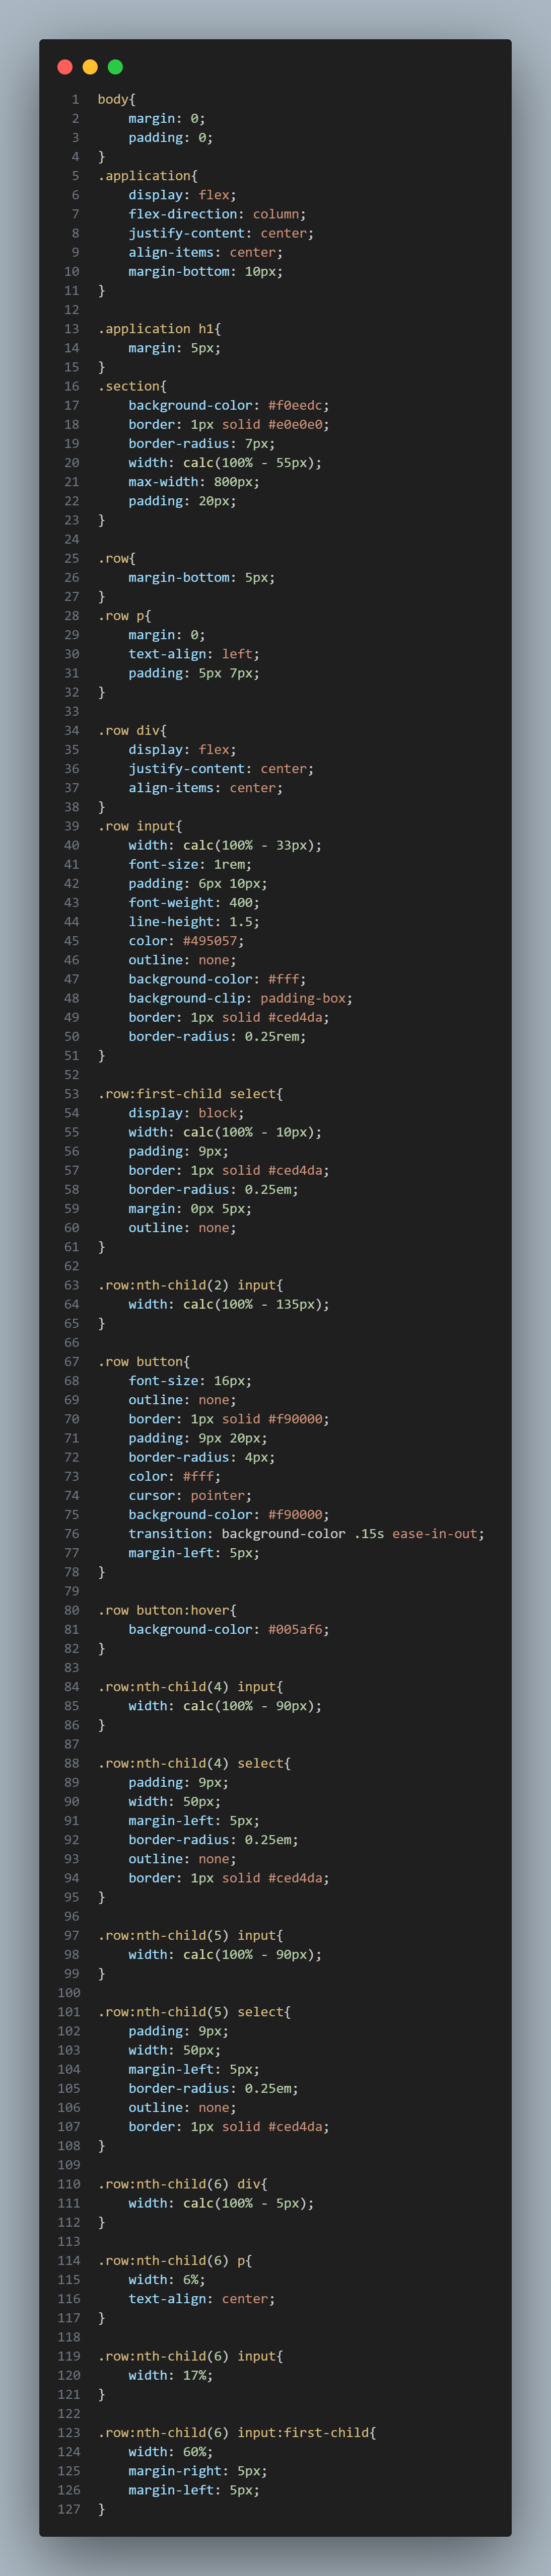 1 body{
2     margin: 0;
3     padding: 0;
4 }
5 .application{
6     display: flex;
7     flex-direction: column;
8     justify-content: center;
9     align-items: center;
10     margin-bottom: 10px;
11 }
12
13 .application h1{
14     margin: 5px;
15 }
16 .section{
17     background-color: #f0eedc;
18     border: 1px solid #e0e0e0;
19     border-radius: 7px;
20     width: calc(100% - 55px);
21     max-width: 800px;
22     padding: 20px;
23 }
24
25 .row{
26     margin-bottom: 5px;
27 }
28 .row p{
29     margin: 0;
30     text-align: left;
31     padding: 5px 7px;
32 }
33
34 .row div{
35     display: flex;
36     justify-content: center;
37     align-items: center;
38 }
39 .row input{
40     width: calc(100% - 33px);
41     font-size: 1rem;
42     padding: 6px 10px;
43     font-weight: 400;
44     line-height: 1.5;
45     color: #495057;
46     outline: none;
47     background-color: #fff;
48     background-clip: padding-box;
49     border: 1px solid #ced4da;
50     border-radius: 0.25rem;
51 }
52
53 .row:first-child select{
54     display: block;
55     width: calc(100% - 10px);
56     padding: 9px;
57     border: 1px solid #ced4da;
58     border-radius: 0.25em;
59     margin: 0px 5px;
60     outline: none;
61 }
62
63 .row:nth-child(2) input{
64     width: calc(100% - 135px);
65 }
66
67 .row button{
68     font-size: 16px;
69     outline: none;
70     border: 1px solid #f90000;
71     padding: 9px 20px;
72     border-radius: 4px;
73     color: #fff;
74     cursor: pointer;
75     background-color: #f90000;
76     transition: background-color .15s ease-in-out;
77     margin-left: 5px;
78 }
79
80 .row button:hover{
81     background-color: #005af6;
82 }
83
84 .row:nth-child(4) input{
85     width: calc(100% - 90px);
86 }
87
88 .row:nth-child(4) select{
89     padding: 9px;
90     width: 50px;
91     margin-left: 5px;
92     border-radius: 0.25em;
93     outline: none;
94     border: 1px solid #ced4da;
95 }
96
97 .row:nth-child(5) input{
98     width: calc(100% - 90px);
99 }
100
101 .row:nth-child(5) select{
102     padding: 9px;
103     width: 50px;
104     margin-left: 5px;
105     border-radius: 0.25em;
106     outline: none;
107     border: 1px solid #ced4da;
108 }
109
110 .row:nth-child(6) div{
111     width: calc(100% - 5px);
112 }
113
114 .row:nth-child(6) p{
115     width: 6%;
116     text-align: center;
117 }
118
119 .row:nth-child(6) input{
120     width: 17%;
121 }
122
123 .row:nth-child(6) input:first-child{
124     width: 60%;
125     margin-right: 5px;
126     margin-left: 5px;
127 }